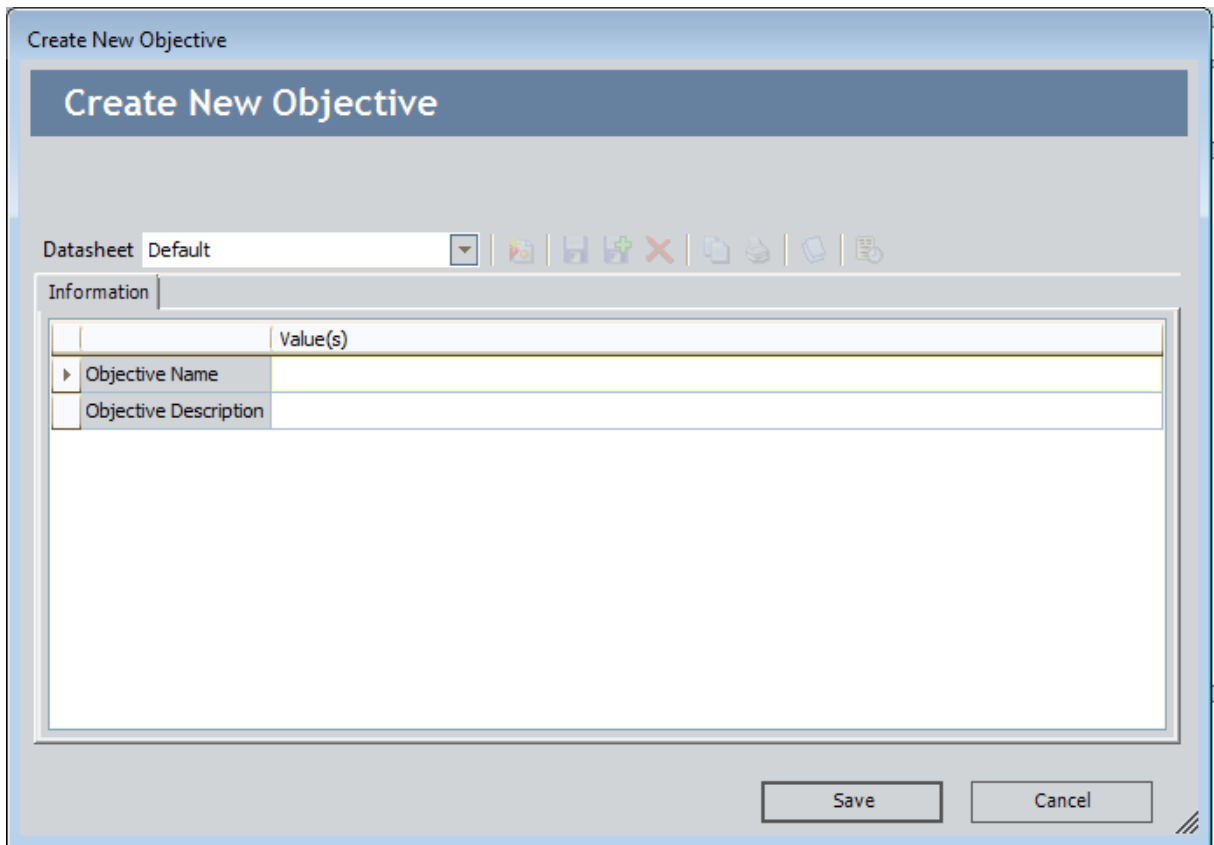 Create New Objective
Create New Objective
Datasheet Default
Information
Value(s)
Objective Name
Objective Description
Save Cancel